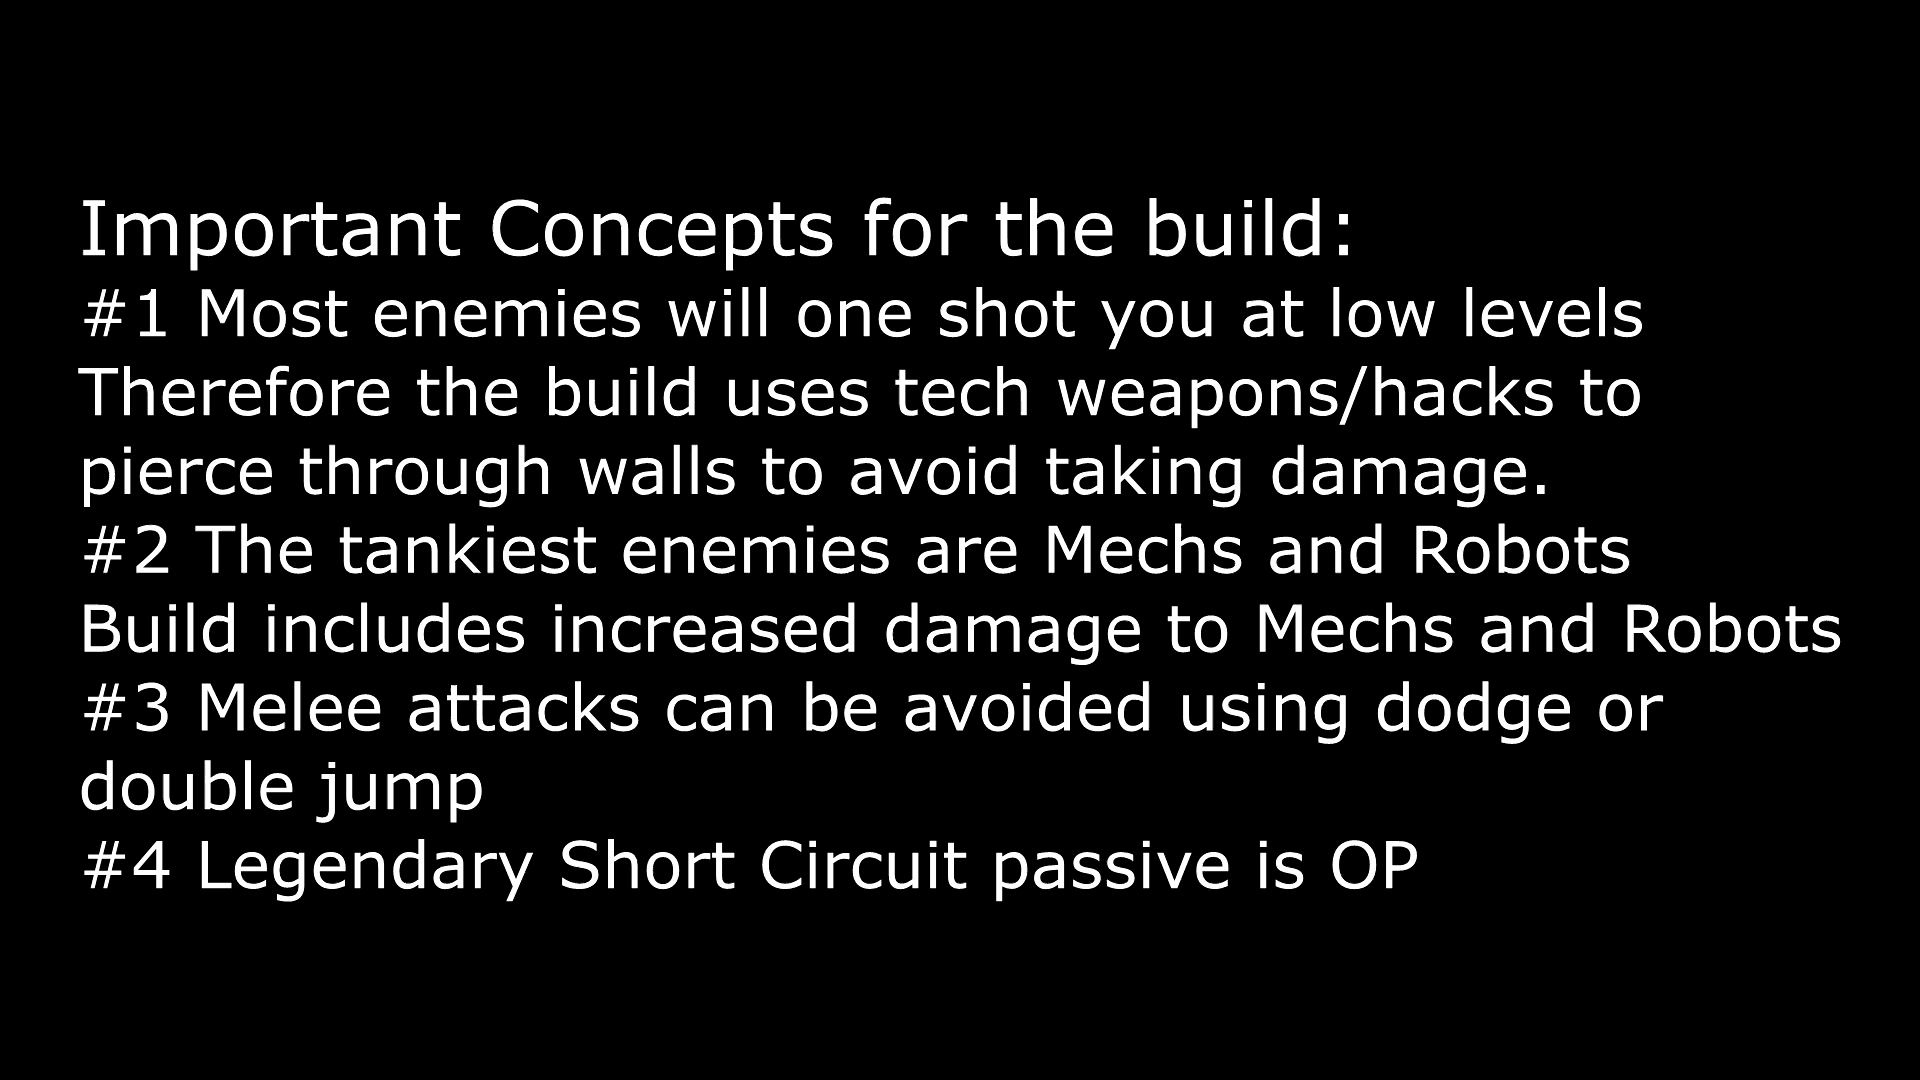 Important Concepts for the build:
#1 Most enemies will one shot you at low levels
Therefore the build uses tech weapons/hacks to
pierce through walls to avoid taking damage.
#2 The tankiest enemies are Mechs and Robots
Build includes increased damage to Mechs and Robots
#3 Melee attacks can be avoided using dodge or
double jump
#4 Legendary Short Circuit passive is OP